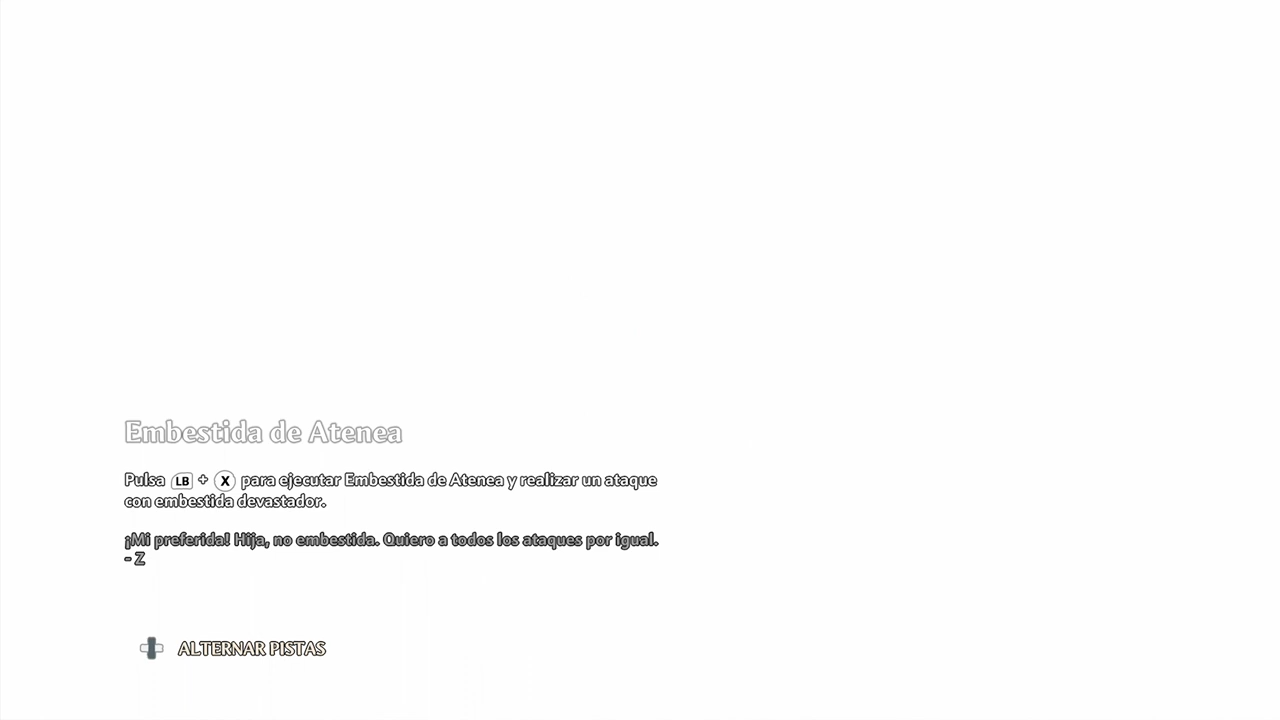 Embestida de Atenea
Pulsa LB + X para ejecutar Embestida de Atenea y realizar un ataque
con embestida devastador.
¡Mi preferida! Hija, no embestida. Quiero a todos los ataques por igual.
- Z
ALTERNAR PISTAS